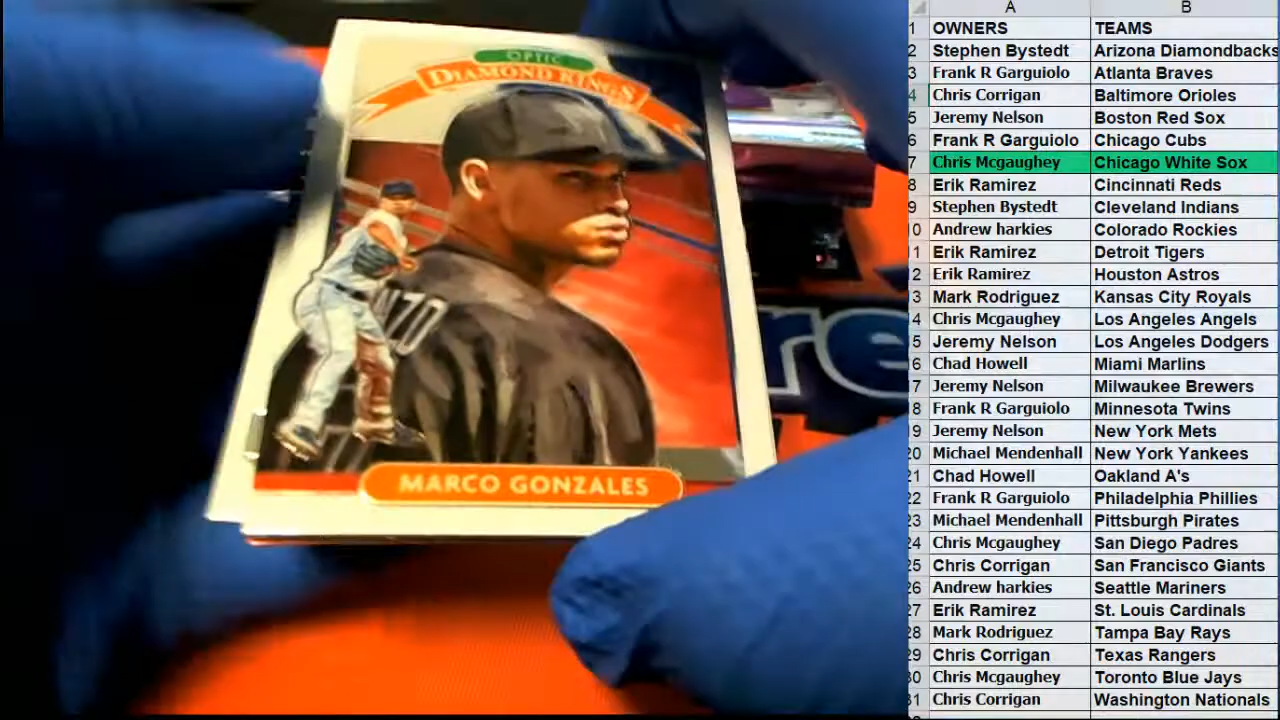 OPTIC
DIAMOND KINGS
NZO
MARCO GONZALES
re
A B
1 OWNERS TEAMS
2 Stephen Bystedt Arizona Diamondbacks
3 Frank R Garguiolo Atlanta Braves
4 Chris Corrigan Baltimore Orioles
5 Jeremy Nelson Boston Red Sox
6 Frank R Garguiolo Chicago Cubs
7 Chris Mcgaughey Chicago White Sox
8 Erik Ramirez Cincinnati Reds
9 Stephen Bystedt Cleveland Indians
10 Andrew harkies Colorado Rockies
11 Erik Ramirez Detroit Tigers
12 Erik Ramirez Houston Astros
13 Mark Rodriguez Kansas City Royals
14 Chris Mcgaughey Los Angeles Angels
15 Jeremy Nelson Los Angeles Dodgers
16 Chad Howell Miami Marlins
17 Jeremy Nelson Milwaukee Brewers
18 Frank R Garguiolo Minnesota Twins
19 Jeremy Nelson New York Mets
20 Michael Mendenhall New York Yankees
21 Chad Howell Oakland A's
22 Frank R Garguiolo Philadelphia Phillies
23 Michael Mendenhall Pittsburgh Pirates
24 Chris Mcgaughey San Diego Padres
25 Chris Corrigan San Francisco Giants
26 Andrew harkies Seattle Mariners
27 Erik Ramirez St. Louis Cardinals
28 Mark Rodriguez Tampa Bay Rays
29 Chris Corrigan Texas Rangers
30 Chris Mcgaughey Toronto Blue Jays
31 Chris Corrigan Washington Nationals